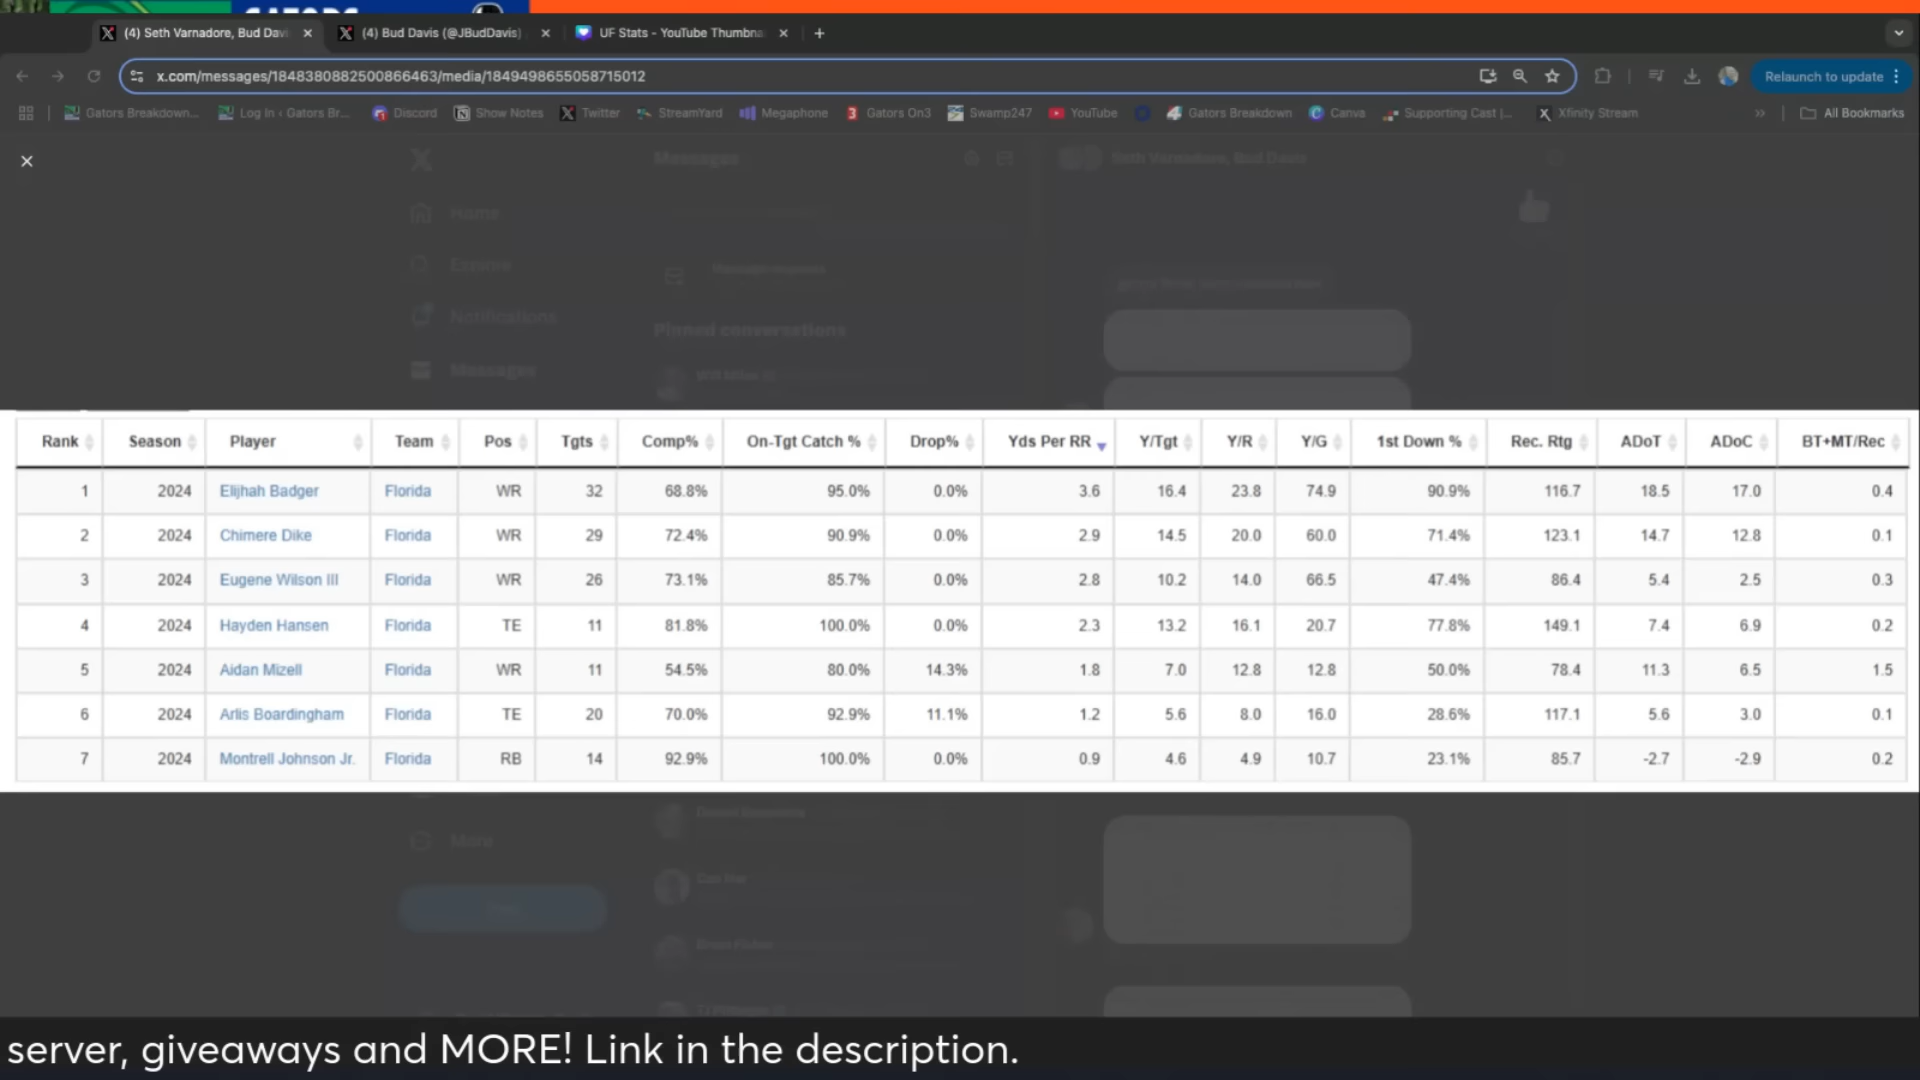 GATORS
(4) Seth Varnadore, Bud Davi
(4) Bud Davis (@JBudDavis)
UF Stats - YouTube Thumbna
x.com/messages/1848380882500866463/media/1849498655058715012
Relaunch to update
Gators Breakdown...
Log In ‹ Gators Br...
Discord
Show Notes
Twitter
StreamYard
Megaphone
Gators On3
Swamp247
YouTube
Gators Breakdown
Canva
Supporting Cast |...
Xfinity Stream
All Bookmarks
Messages
Seth Varnadore, Bud Davis
Home
Explore
Message requests
Notifications
Pinned conversations
Messages
Rank Season Player Team Pos Tgts Comp% On-Tgt Catch % Drop% Yds Per RR Y/Tgt Y/R Y/G 1st Down % Rec. Rtg ADoT ADoC BT+MT/Rec
1 2024 Elijhah Badger Florida WR 32 68.8% 95.0% 0.0% 3.6 16.4 23.8 74.9 90.9% 116.7 18.5 17.0 0.4
2 2024 Chimere Dike Florida WR 29 72.4% 90.9% 0.0% 2.9 14.5 20.0 60.0 71.4% 123.1 14.7 12.8 0.1
3 2024 Eugene Wilson III Florida WR 26 73.1% 85.7% 0.0% 2.8 10.2 14.0 66.5 47.4% 86.4 5.4 2.5 0.3
4 2024 Hayden Hansen Florida TE 11 81.8% 100.0% 0.0% 2.3 13.2 16.1 20.7 77.8% 149.1 7.4 6.9 0.2
5 2024 Aidan Mizell Florida WR 11 54.5% 80.0% 14.3% 1.8 7.0 12.8 12.8 50.0% 78.4 11.3 6.5 1.5
6 2024 Arlis Boardingham Florida TE 20 70.0% 92.9% 11.1% 1.2 5.6 8.0 16.0 28.6% 117.1 5.6 3.0 0.1
7 2024 Montrell Johnson Jr. Florida RB 14 92.9% 100.0% 0.0% 0.9 4.6 4.9 10.7 23.1% 85.7 -2.7 -2.9 0.2
More
server, giveaways and MORE! Link in the description.